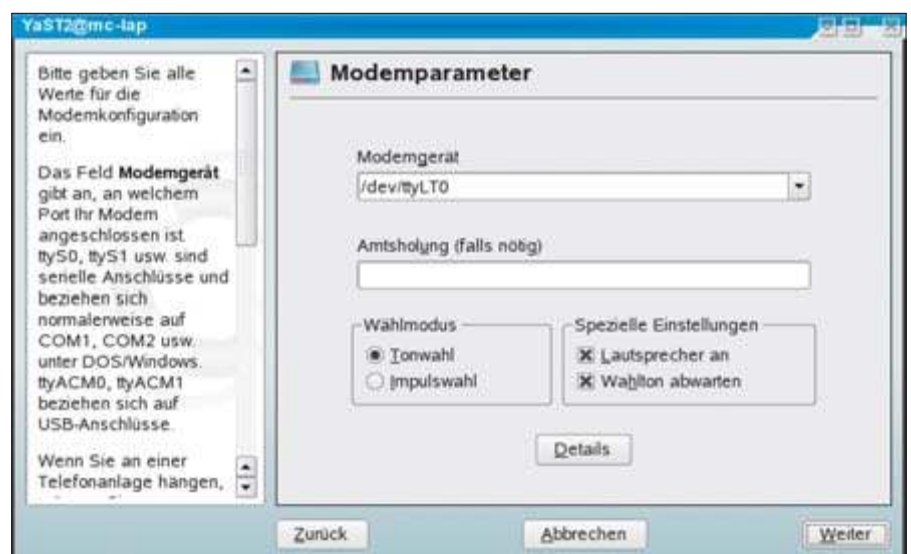 YaST2@mc-lap
Bitte geben Sie alle
Werte für die
Modemkonfiguration
ein.
Das Feld Modemgerät
gibt an, an welchem
Port Ihr Modem
angeschlossen ist
ttyS0, ttyS1 usw. sind
serielle Anschlüsse und
beziehen sich
normalerweise auf
COM1, COM2 usw.
unter DOS/Windows.
ttyACM0, ttyACM1
beziehen sich auf
USB-Anschlüsse.
Wenn Sie an einer
Telefonanlage hängen,
Modemparameter
Modemgerät
/dev/ttyLT0
Amtsholung (falls nötig)
Wählmodus
Tonwahl
Impulswahl
Spezielle Einstellungen
Lautsprecher an
Wahlton abwarten
Details
Zurück
Abbrechen
Weiter